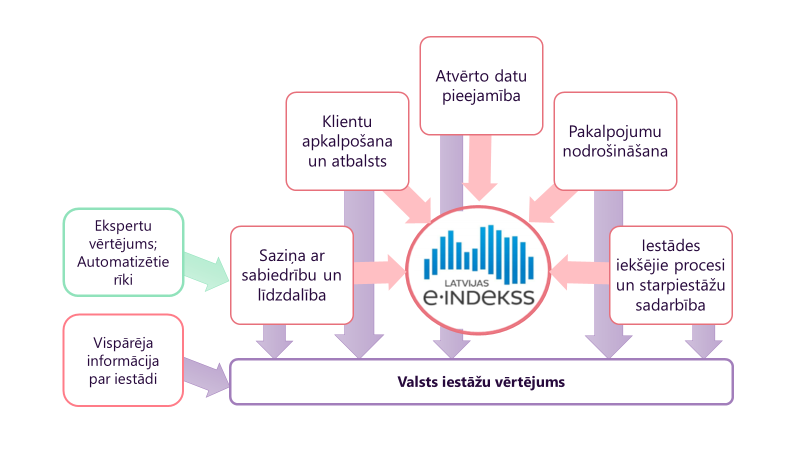 Atvērto datu
pieejamība
Klientu
apkalpošana
un atbalsts
Pakalpojumu
nodrošināšana
Ekspertu
vērtējums;
Automatizētie
rīki
Saziņa ar
sabiedrību un
līdzdalība
LATVIJAS
e·INDEKSS
Iestādes
iekšējie procesi
un starpiestāžu
sadarbība
Vispārēja
informācija
par iestādi
Valsts iestāžu vērtējums